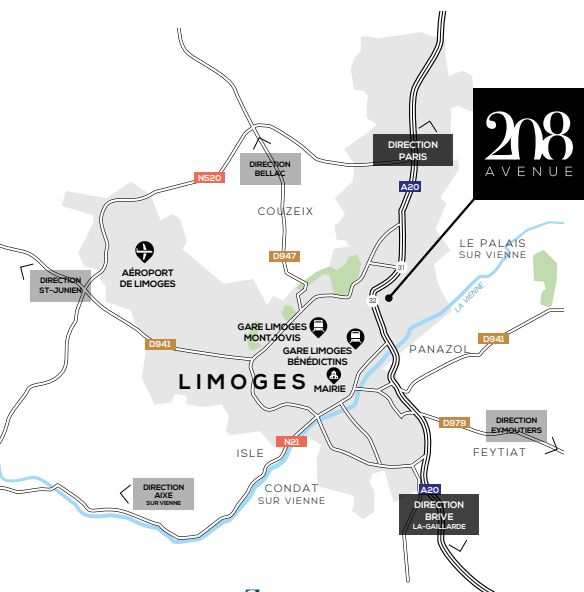 208
AVENUE
DIRECTION
PARIS
DIRECTION
BELLAC
N520
A20
COUZEIX
LE PALAIS
SUR VIENNE
D947
AÉROPORT
DE LIMOGES
31
DIRECTION
ST-JUNIEN
LA VIENNE
32
GARE LIMOGES
MONTJOVIS
D941
D941
GARE LIMOGES
BÉNÉDICTINS
PANAZOL
LIMOGES
MAIRIE
D979
DIRECTION
EYMOUTIERS
N21
ISLE
FEYTIAT
A20
DIRECTION
AIXE
SUR VIENNE
CONDAT
SUR VIENNE
DIRECTION
BRIVE
LA-GAILLARDE